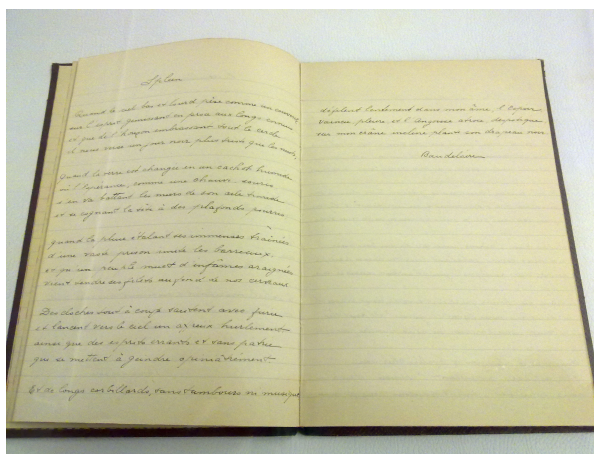 Spleen
Quand le ciel bas et lourd, pèse comme un couvercle
sur l'esprit gémissant en proie aux longs ennuis
et que de l'horizon embrassant tout le cercle
il nous verse un jour noir plus triste que les nuits,
Quand la terre est changée en un cachot humide
où l'Espérance, comme une chauve souris
s'en va battant les murs de son aile timide
et se cognant la tête à des plafonds pourris
quand la pluie étalant ses immenses traînées
d'une vaste prison imite les barreaux
et qu'un peuple muet d'infâmes araignées
vient tendre ses filets au fond de nos cerveaux
Des cloches tout à coup sautent avec furie
et lancent vers le ciel un affreux hurlement
ainsi que des esprits errants et sans patrie
qui se mettent à geindre opiniâtrement
Et de longs corbillards, sans tambours ni musique
défilent lentement dans mon âme, l'Espoir
vaincu pleure, et l'angoisse atroce, despotique
sur mon crâne incliné plante son drapeau noir
Baudelaire